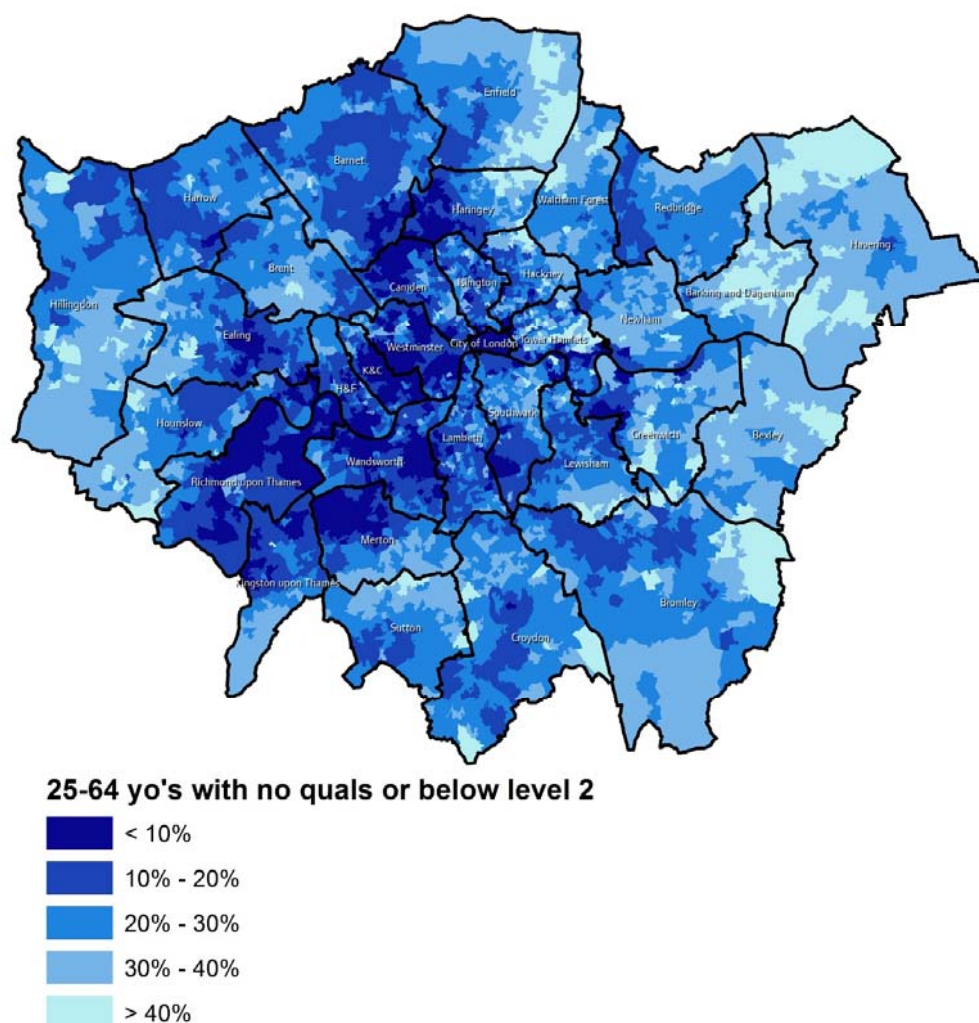 Enfield
Barnet
Harrow
Haringey
Waltham Forest
Redbridge
Havering
Brent
Camden
Islington
Hackney
Barking and Dagenham
Hillingdon
Ealing
Newham
Westminster
City of London
Tower Hamlets
K&C
H&F
Hounslow
Southwark
Greenwich
Bexley
Lambeth
Wandsworth
Lewisham
Richmond upon Thames
Merton
Kingston upon Thames
Bromley
Sutton
Croydon
25-64 yo's with no quals or below level 2
< 10%
10% - 20%
20% - 30%
30% - 40%
> 40%